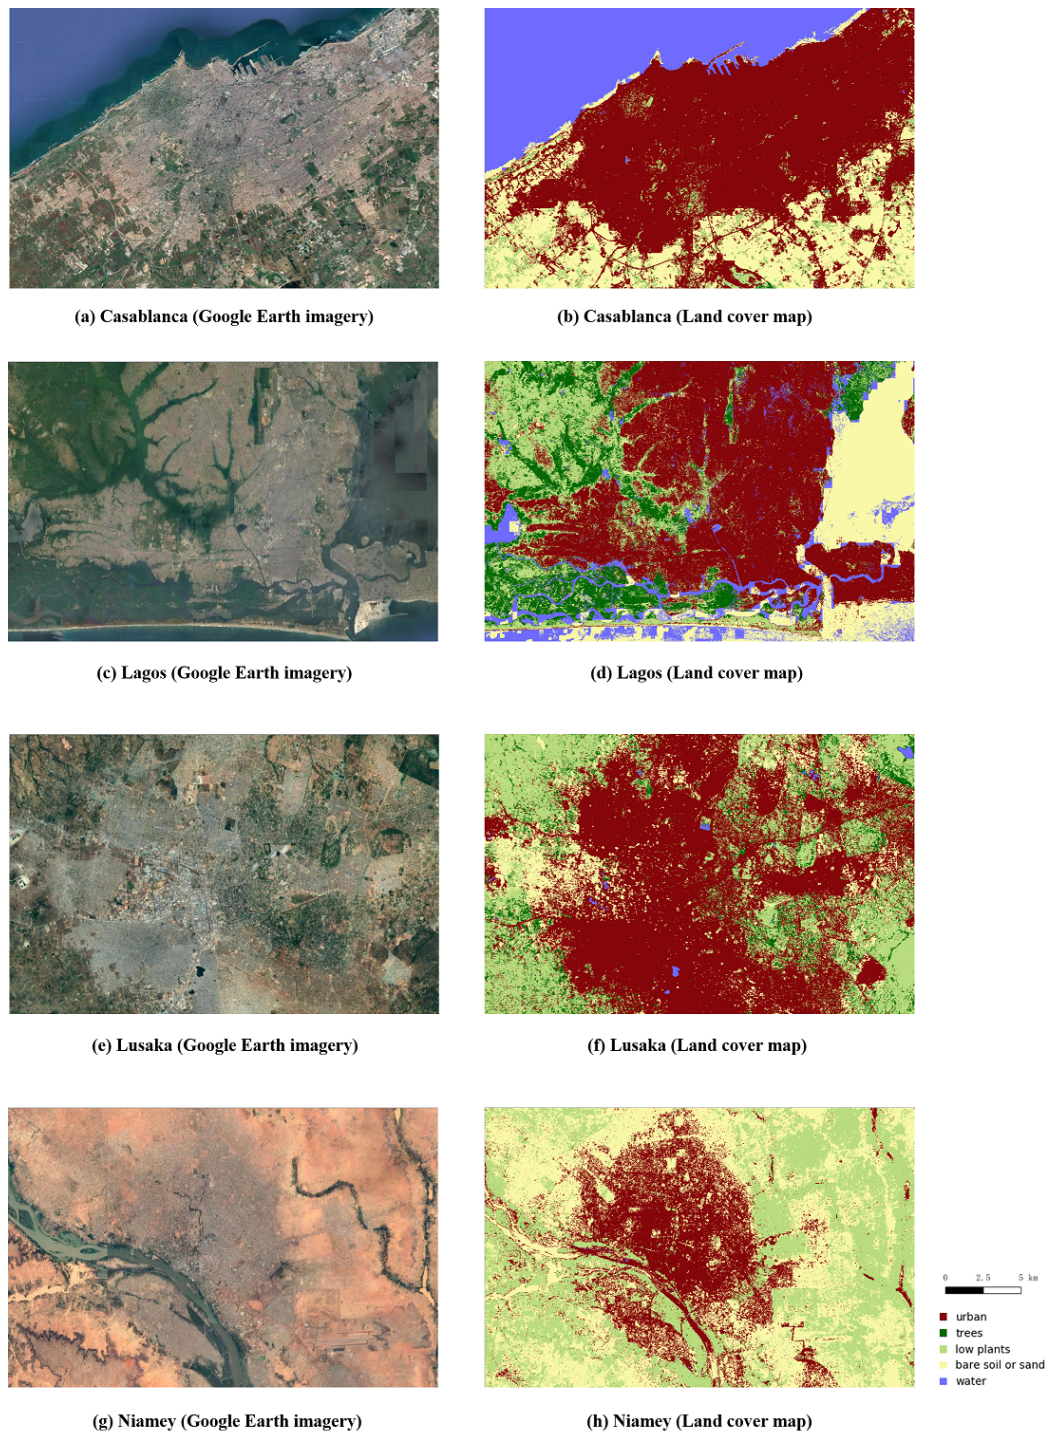 (a) Casablanca (Google Earth imagery)
(b) Casablanca (Land cover map)
(c) Lagos (Google Earth imagery)
(d) Lagos (Land cover map)
(e) Lusaka (Google Earth imagery)
(f) Lusaka (Land cover map)
0 2.5 5 km
urban
trees
low plants
bare soil or sand
water
(g) Niamey (Google Earth imagery)
(h) Niamey (Land cover map)